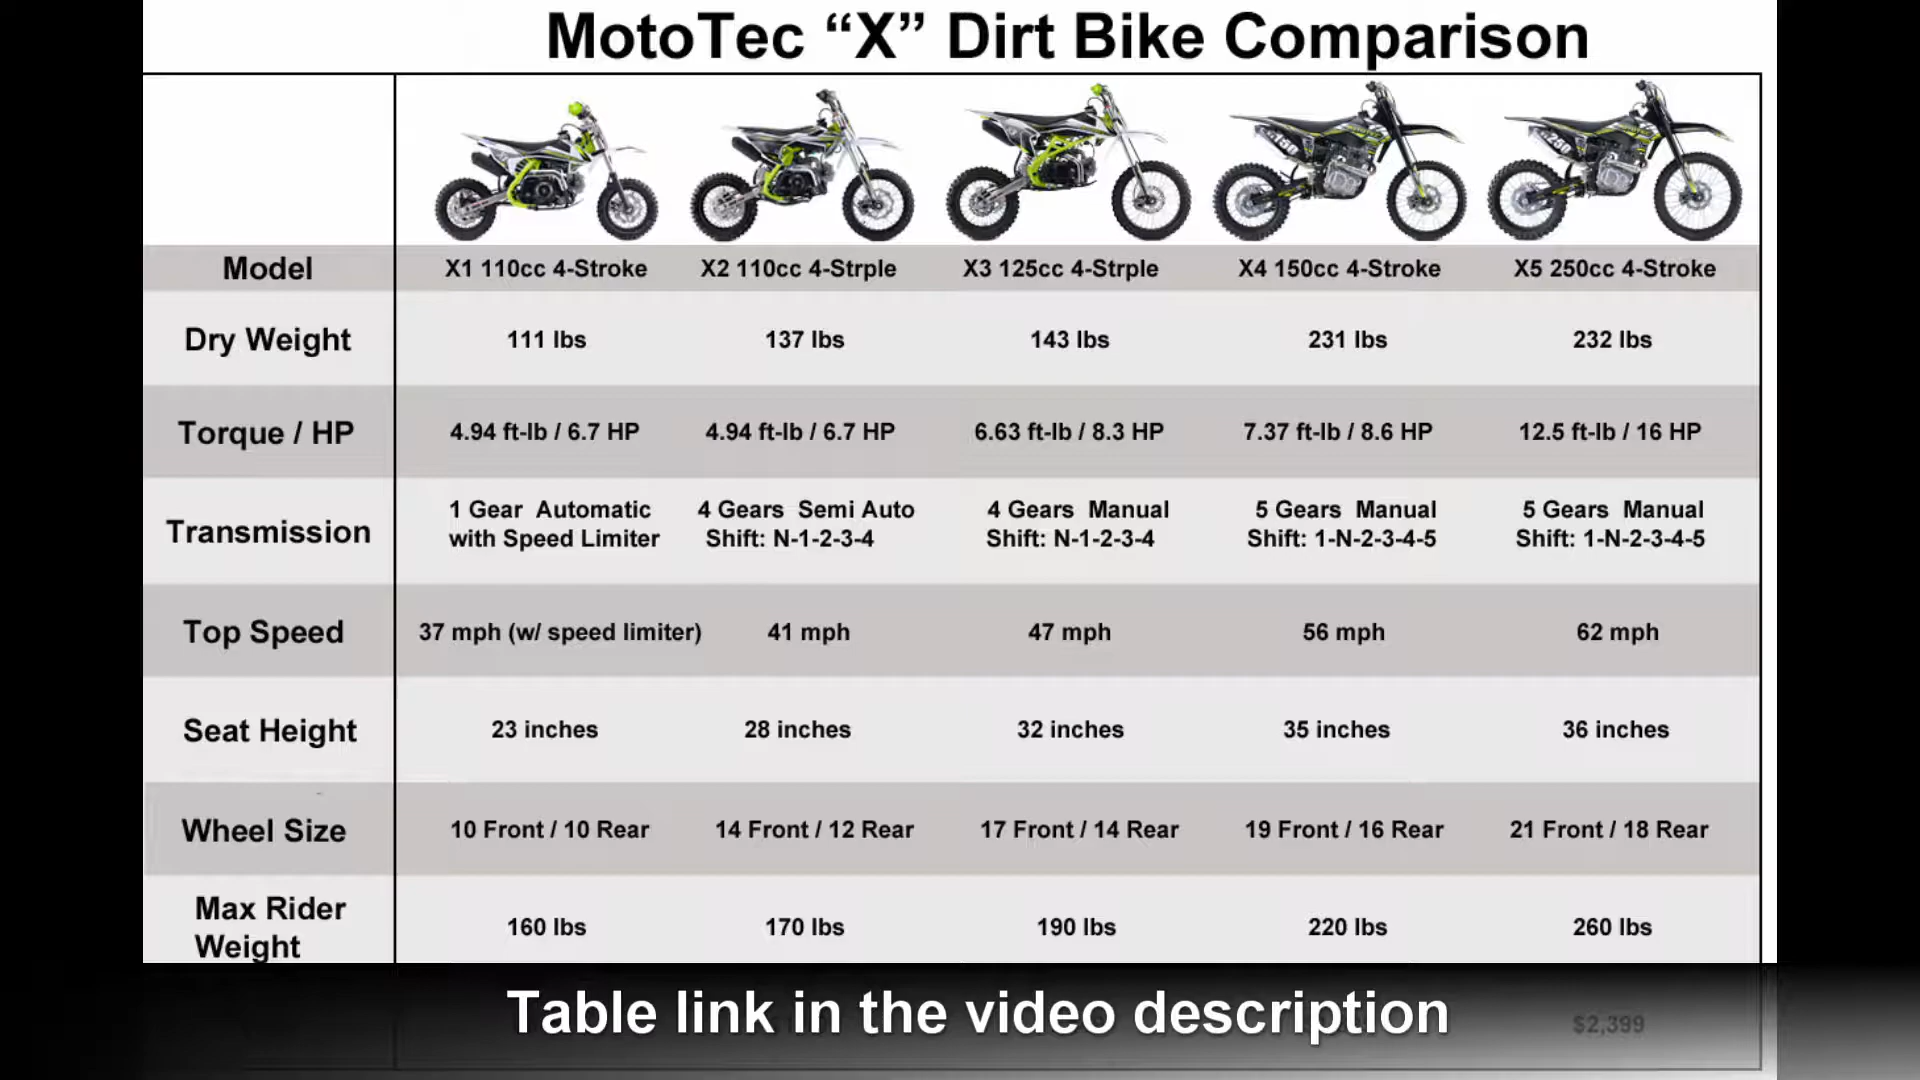 MotoTec “X” Dirt Bike Comparison
150
250
Model X1 110cc 4-Stroke X2 110cc 4-Strple X3 125cc 4-Strple X4 150cc 4-Stroke X5 250cc 4-Stroke
Dry Weight 111 lbs 137 lbs 143 lbs 231 lbs 232 lbs
Torque / HP 4.94 ft-lb / 6.7 HP 4.94 ft-lb / 6.7 HP 6.63 ft-lb / 8.3 HP 7.37 ft-lb / 8.6 HP 12.5 ft-lb / 16 HP
1 Gear Automatic 4 Gears Semi Auto 4 Gears Manual 5 Gears Manual 5 Gears Manual
Transmission
with Speed Limiter Shift: N-1-2-3-4 Shift: N-1-2-3-4 Shift: 1-N-2-3-4-5 Shift: 1-N-2-3-4-5
Top Speed 37 mph (w/ speed limiter) 41 mph 47 mph 56 mph 62 mph
Seat Height 23 inches 28 inches 32 inches 35 inches 36 inches
Wheel Size 10 Front / 10 Rear 14 Front / 12 Rear 17 Front / 14 Rear 19 Front / 16 Rear 21 Front / 18 Rear
Max Rider
Weight 160 lbs 170 lbs 190 lbs 220 lbs 260 lbs
Table link in the video description
$2,399